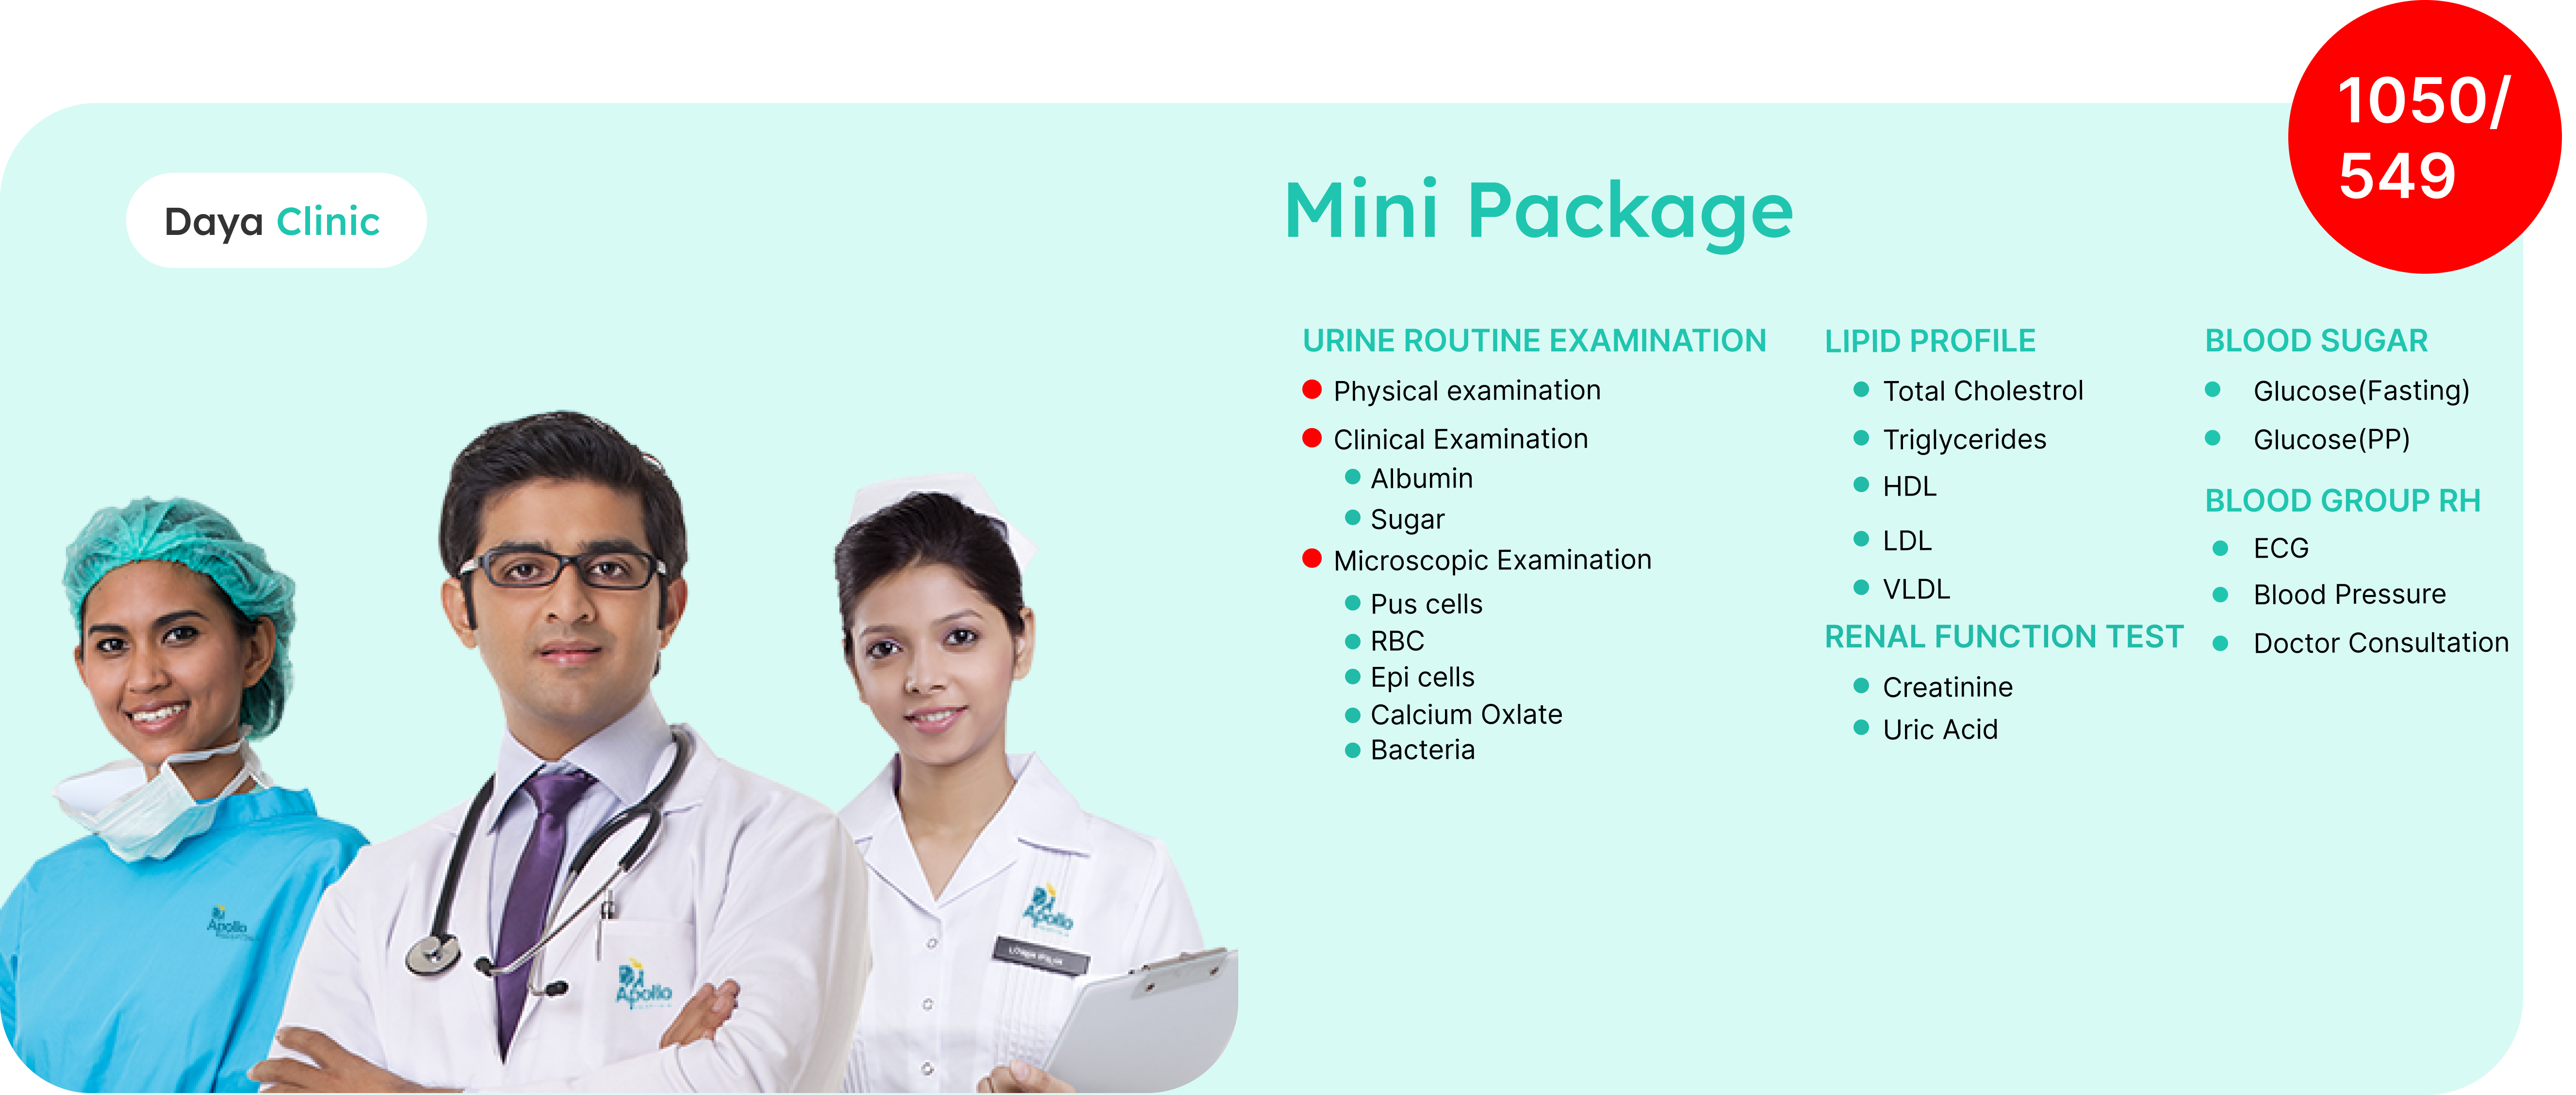 1050/
549
Daya Clinic
Mini Package
URINE ROUTINE EXAMINATION
Physical examination
Clinical Examination
Albumin
Sugar
Microscopic Examination
Pus cells
RBC
Epi cells
Calcium Oxlate
Bacteria
LIPID PROFILE
Total Cholestrol
Triglycerides
HDL
LDL
VLDL
RENAL FUNCTION TEST
Creatinine
Uric Acid
BLOOD SUGAR
Glucose(Fasting)
Glucose(PP)
BLOOD GROUP RH
ECG
Blood Pressure
Doctor Consultation
Apollo
Apollo
Apollo